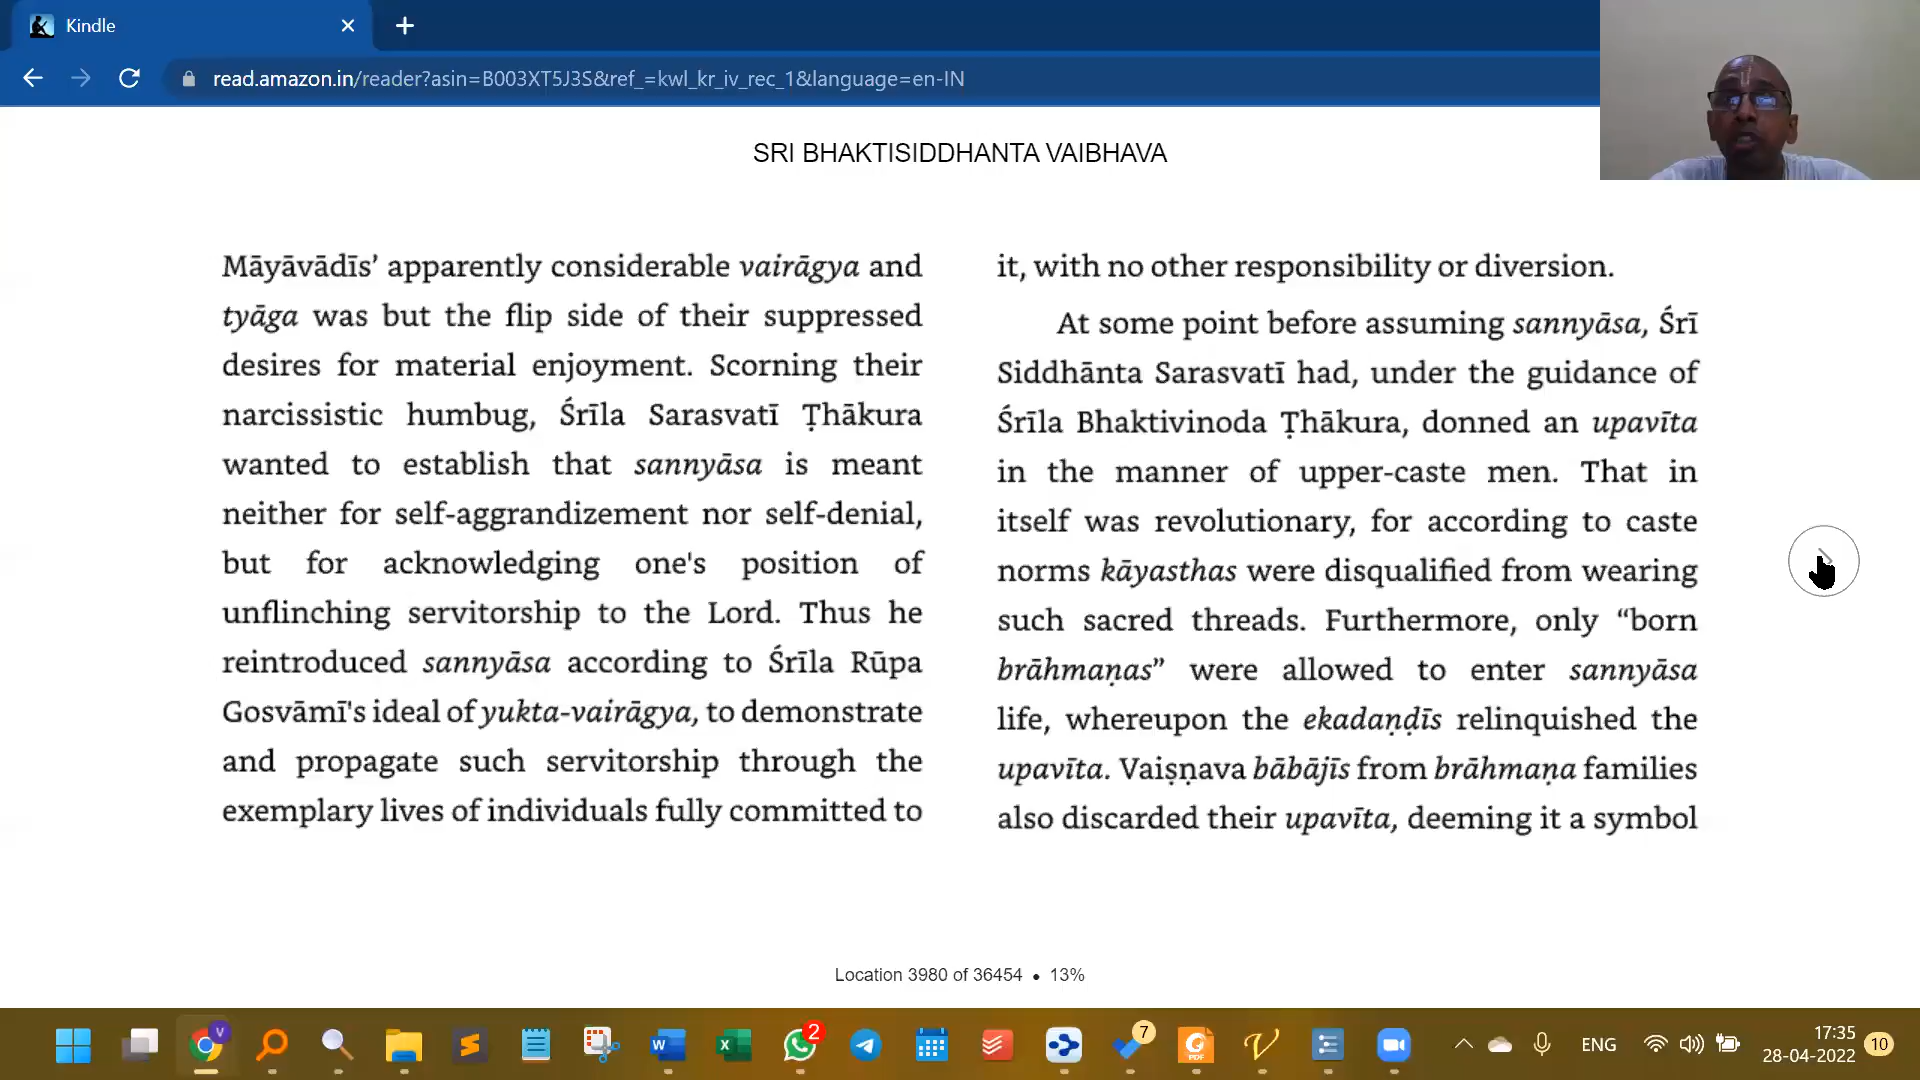 Kindle
read.amazon.in/reader?asin=B003XT5J3S&ref_=kwl_kr_iv_rec_1&language=en-IN
SRI BHAKTISIDDHANTA VAIBHAVA
Māyāvādīs’ apparently considerable vairāgya and
tyāga was but the flip side of their suppressed
desires for material enjoyment. Scorning their
narcissistic humbug, Śrīla Sarasvatī Ṭhākura
wanted to establish that sannyāsa is meant
neither for self-aggrandizement nor self-denial,
but for acknowledging one's position of
unflinching servitorship to the Lord. Thus he
reintroduced sannyāsa according to Śrīla Rūpa
Gosvāmī's ideal of yukta-vairāgya, to demonstrate
and propagate such servitorship through the
exemplary lives of individuals fully committed to
it, with no other responsibility or diversion.
At some point before assuming sannyāsa, Śrī
Siddhānta Sarasvatī had, under the guidance of
Śrīla Bhaktivinoda Ṭhākura, donned an upavīta
in the manner of upper-caste men. That in
itself was revolutionary, for according to caste
norms kāyasthas were disqualified from wearing
such sacred threads. Furthermore, only “born
brāhmaṇas” were allowed to enter sannyāsa
life, whereupon the ekadaṇḍīs relinquished the
upavīta. Vaiṣṇava bābājīs from brāhmaṇa families
also discarded their upavīta, deeming it a symbol
Location 3980 of 36454 • 13%
V
2
7
PDF
ENG
17:35
28-04-2022
10